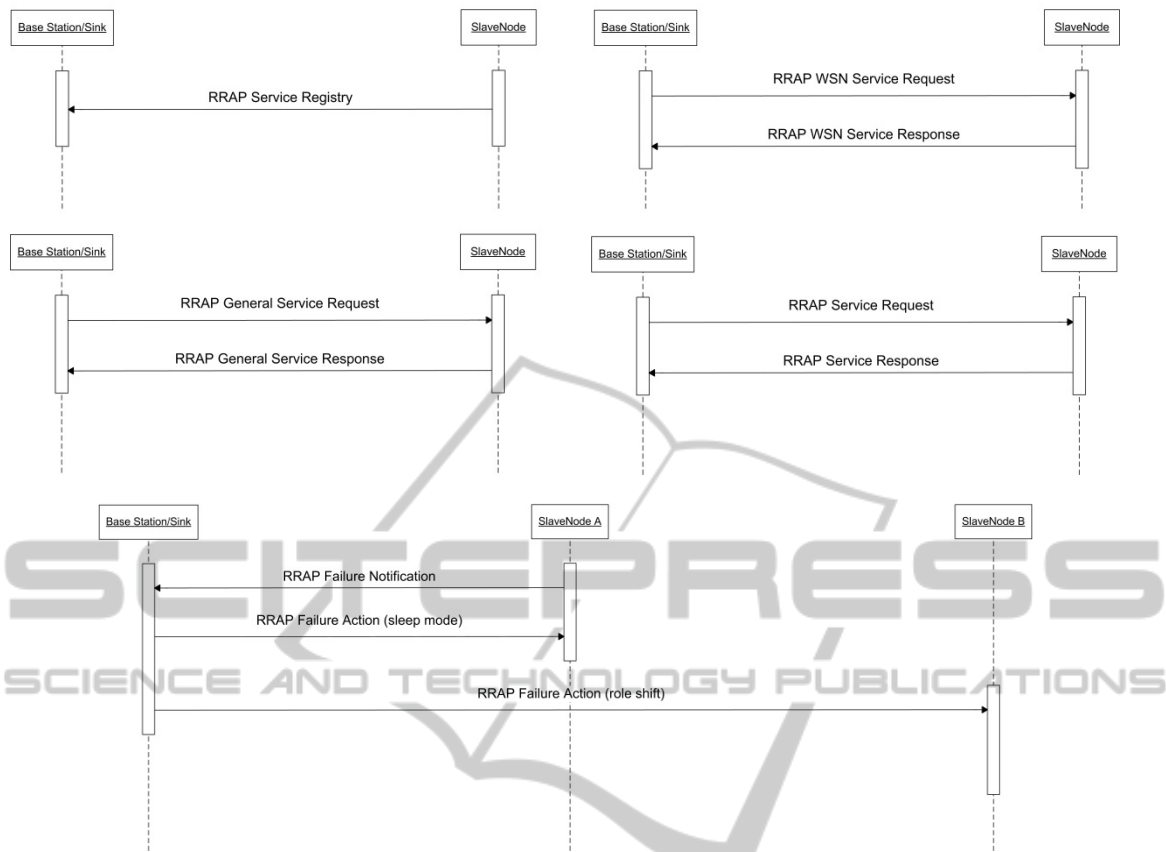 Base Station/Sink
SlaveNode
RRAP Service Registry
Base Station/Sink
SlaveNode
RRAP WSN Service Request
RRAP WSN Service Response
Base Station/Sink
SlaveNode
RRAP General Service Request
RRAP General Service Response
Base Station/Sink
SlaveNode
RRAP Service Request
RRAP Service Response
Base Station/Sink
SlaveNode A
SlaveNode B
RRAP Failure Notification
RRAP Failure Action (sleep mode)
RRAP Failure Action (role shift)
SCITEPRESS
SCIENCE AND TECHNOLOGY PUBLICATIONS